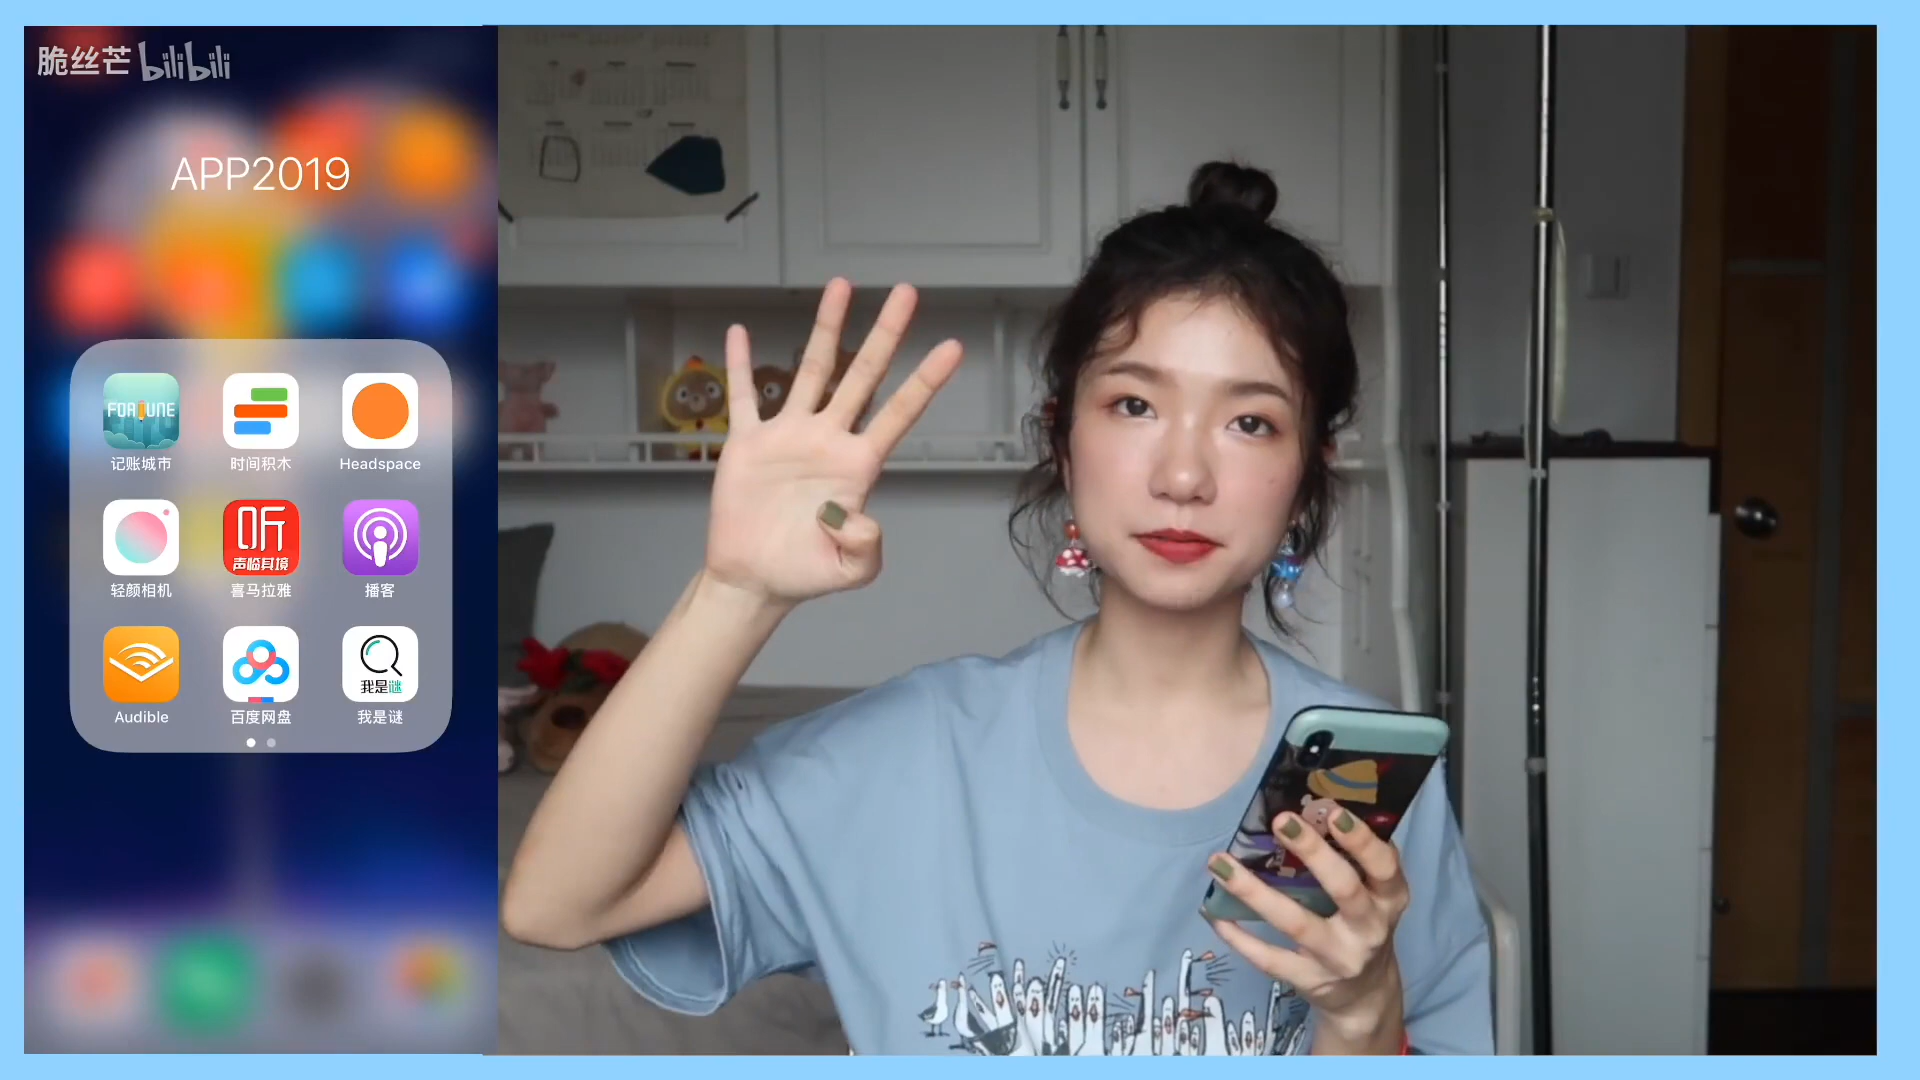 脆丝芒 bilibili
APP2019
FORTUNE
CITY
记账城市
时间积木
Headspace
听
声临其境
轻颜相机
喜马拉雅
播客
我是谜
Audible
百度网盘
我是谜